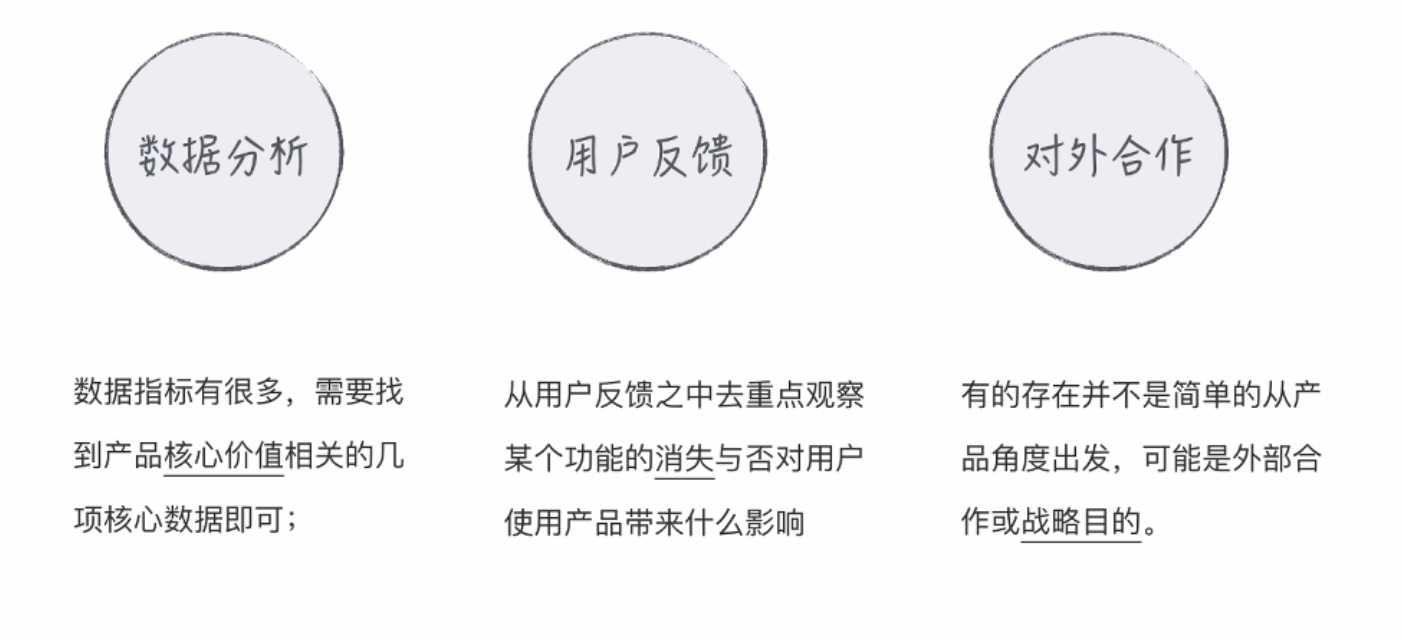 数据分析
用户反馈
对外合作
数据指标有很多，需要找
到产品核心价值相关的几
项核心数据即可；
从用户反馈之中去重点观察
某个功能的消失与否对用户
使用产品带来什么影响
有的存在并不是简单的从产
品角度出发，可能是外部合
作或战略目的。